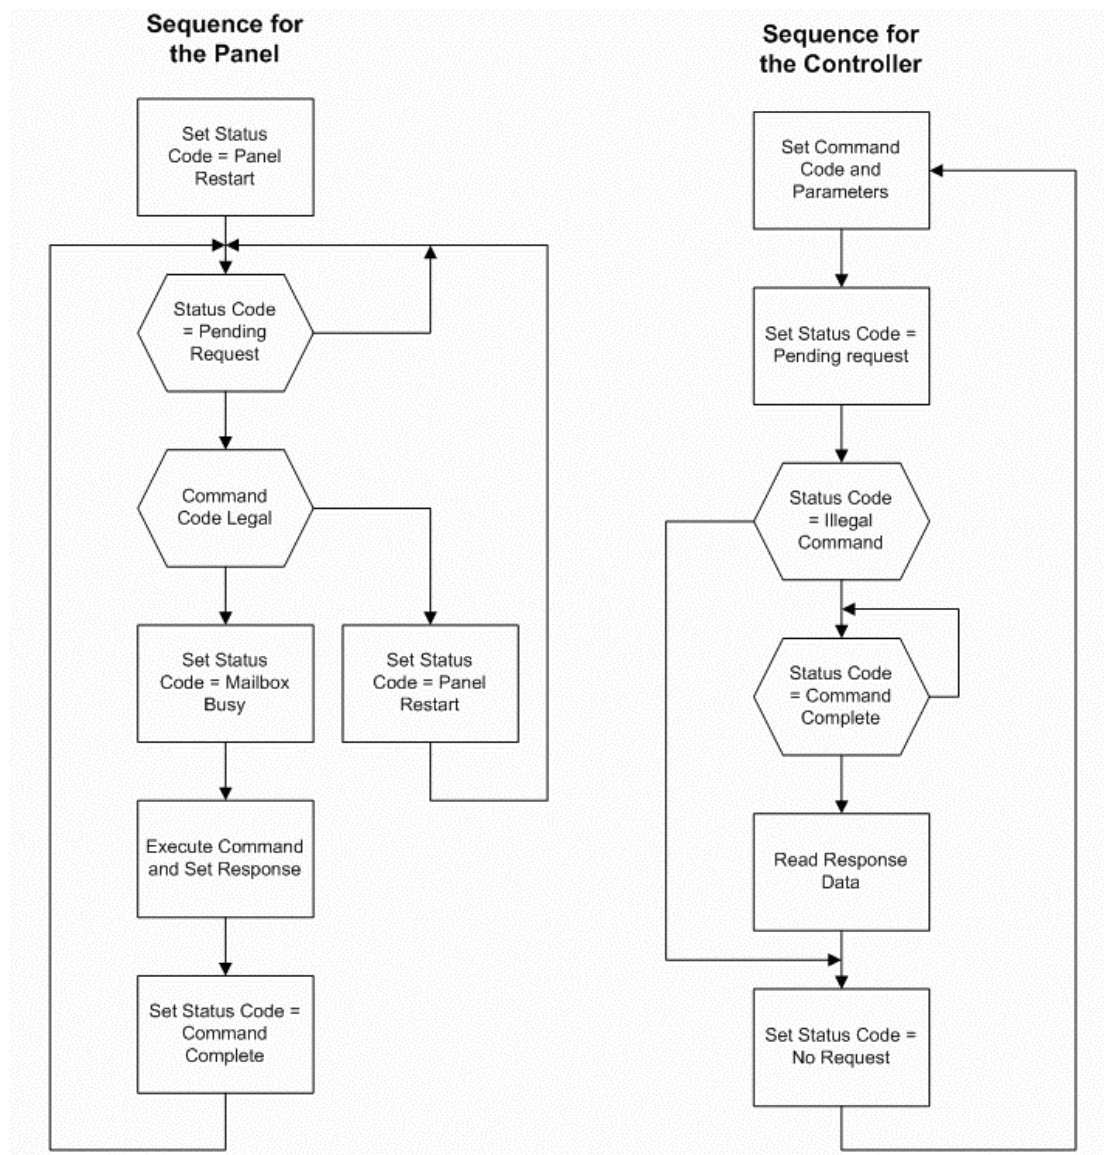 Sequence for
the Panel
Set Status
Code = Panel
Restart
Status Code
= Pending
Request
Command
Code Legal
Set Status
Code = Mailbox
Busy
Set Status
Code = Panel
Restart
Execute Command
and Set Response
Set Status Code =
Command
Complete
Sequence for
the Controller
Set Command
Code and
Parameters
Set Status Code =
Pending request
Status Code
= Illegal
Command
Status Code
= Command
Complete
Read Response
Data
Set Status Code =
No Request